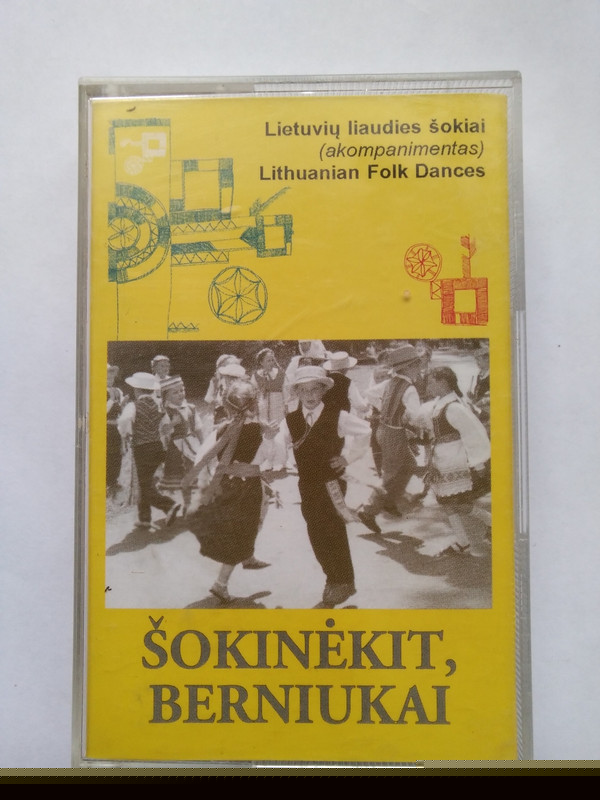 Lietuvių liaudies šokiai
(akompanimentas)
Lithuanian Folk Dances
ŠOKINĖKIT,
BERNIUKAI